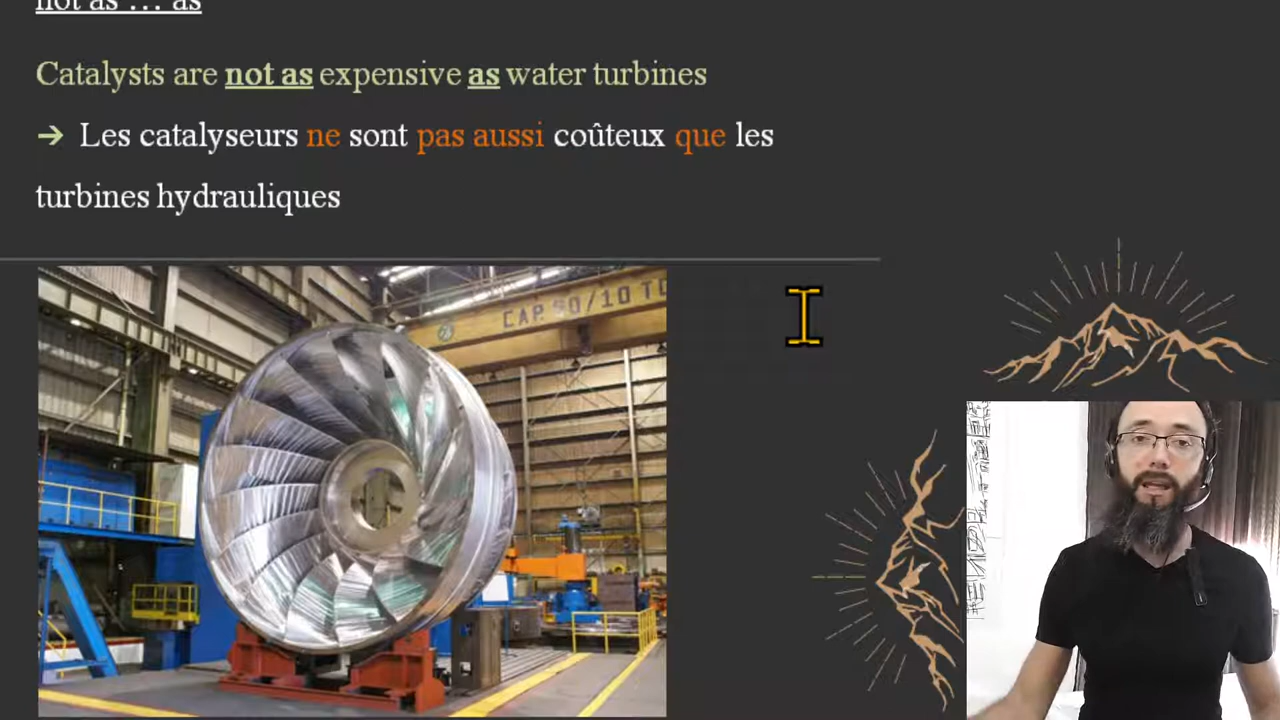 not as ... as
Catalysts are not as expensive as water turbines
➔ Les catalyseurs ne sont pas aussi coûteux que les
turbines hydrauliques
CAP. 50/10 TO